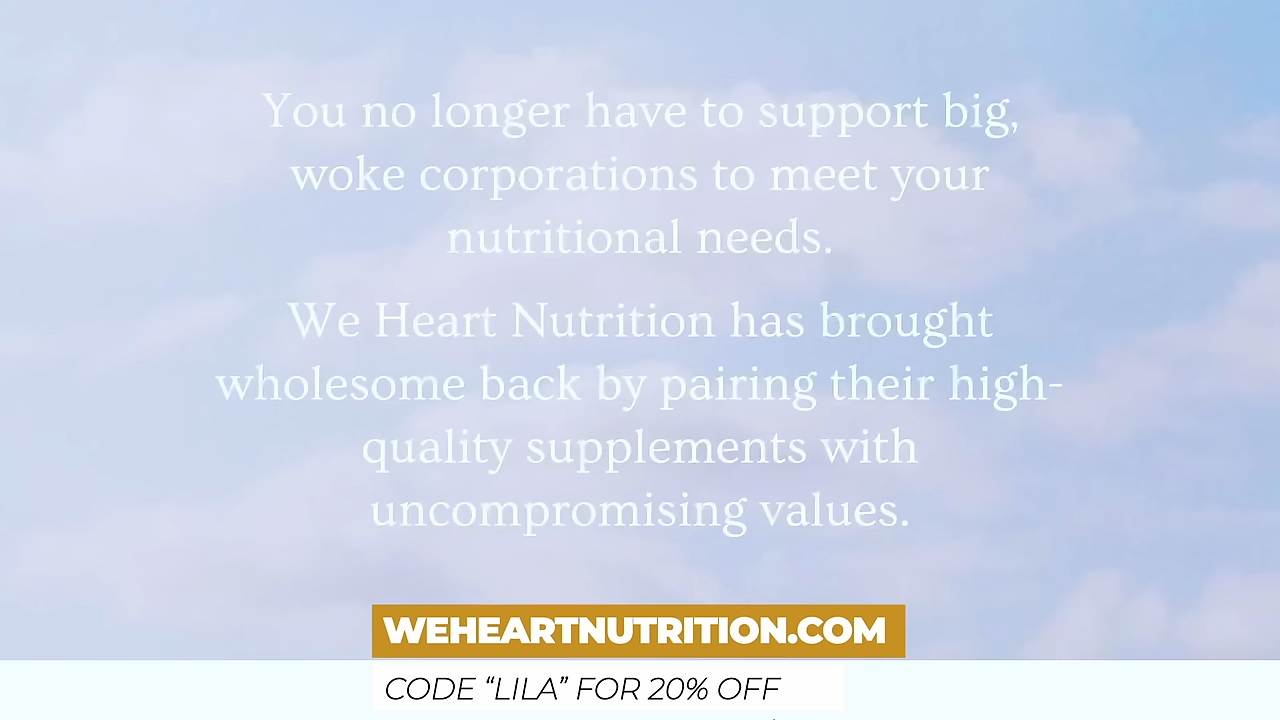 You no longer have to support big,
woke corporations to meet your
nutritional needs.
We Heart Nutrition has brought
wholesome back by pairing their high-
quality supplements with
uncompromising values.
WEHEARTNUTRITION.COM
CODE “LILA” FOR 20% OFF